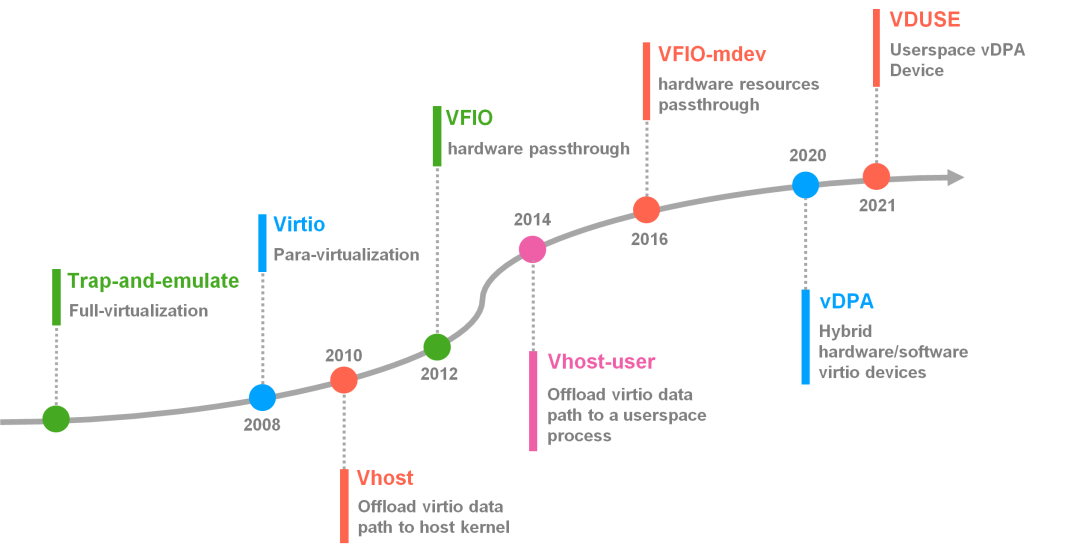 VDUSE
Userspace vDPA
Device
VFIO-mdev
hardware resources
passthrough
VFIO
hardware passthrough
2020
2021
2014
2016
Virtio
Para-virtualization
Trap-and-emulate
Full-virtualization
vDPA
Hybrid
hardware/software
virtio devices
2010
2012
2008
Vhost-user
Offload virtio data
path to a userspace
process
Vhost
Offload virtio data
path to host kernel